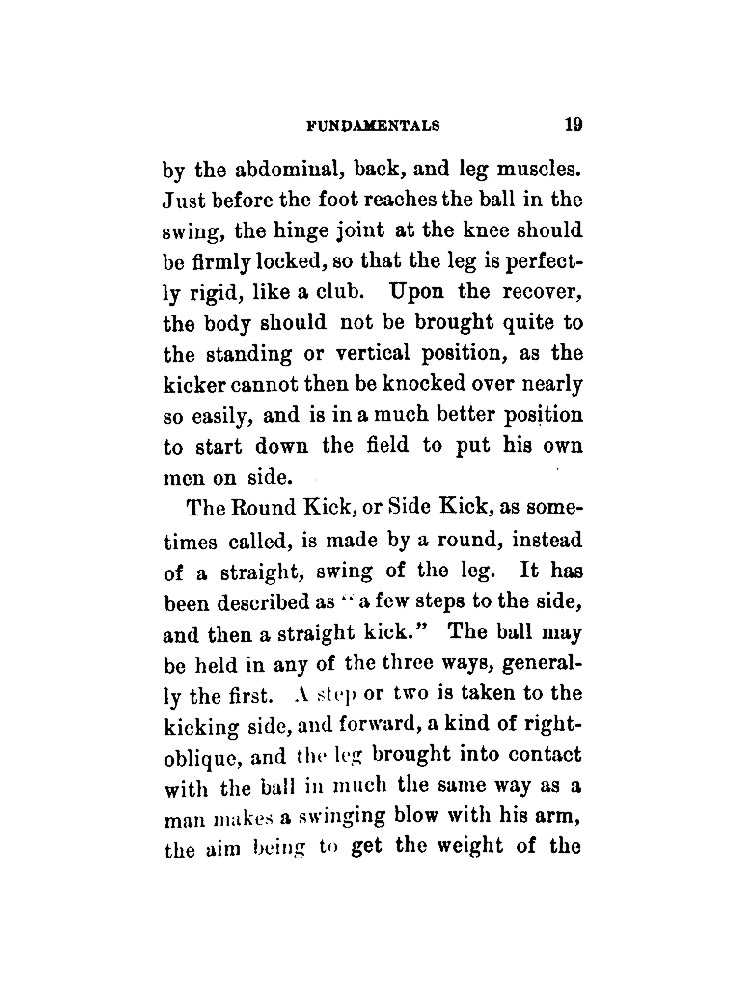 FUNDAMENTALS 19
by the abdominal, back, and leg muscles.
Just before the foot reaches the ball in the
swing, the hinge joint at the knee should
be firmly locked, so that the leg is perfect-
ly rigid, like a club. Upon the recover,
the body should not be brought quite to
the standing or vertical position, as the
kicker cannot then be knocked over nearly
so easily, and is in a much better position
to start down the field to put his own
men on side.
The Round Kick, or Side Kick, as some-
times called, is made by a round, instead
of a straight, swing of the leg. It has
been described as “a few steps to the side,
and then a straight kick.” The ball may
be held in any of the three ways, general-
ly the first. A step or two is taken to the
kicking side, and forward, a kind of right-
oblique, and the leg brought into contact
with the ball in much the same way as a
man makes a swinging blow with his arm,
the aim being to get the weight of the